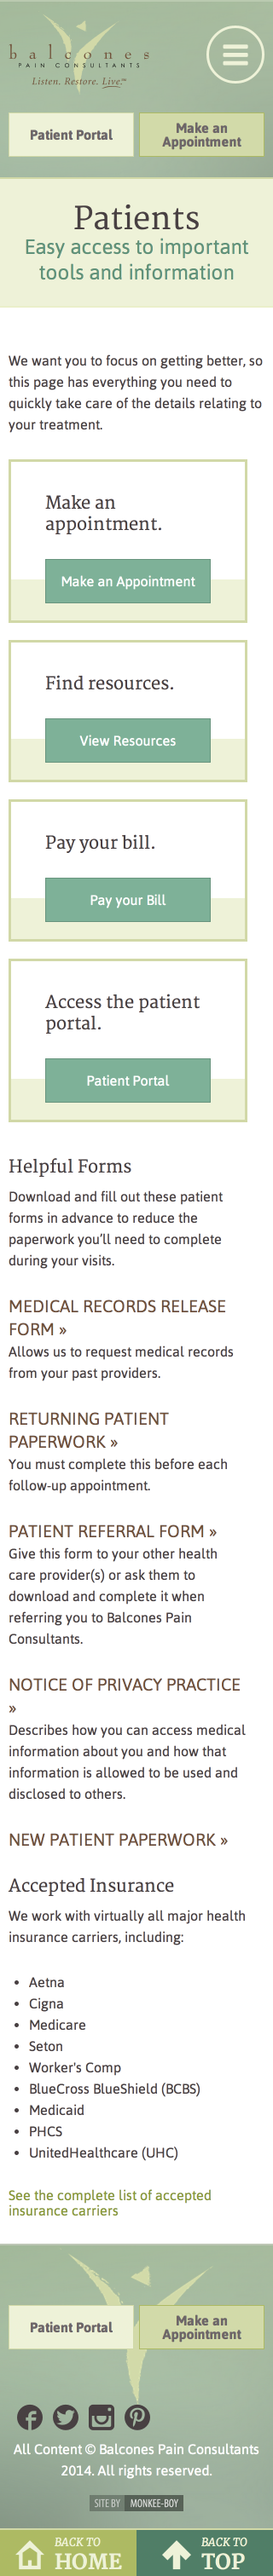 balcones
PAIN CONSULTANTS
Listen. Restore. Live.℠
Patient Portal
Make an
Appointment
Patients
Easy access to important
tools and information
We want you to focus on getting better, so
this page has everything you need to
quickly take care of the details relating to
your treatment.
Make an
appointment.
Make an Appointment
Find resources.
View Resources
Pay your bill.
Pay your Bill
Access the patient
portal.
Patient Portal
Helpful Forms
Download and fill out these patient
forms in advance to reduce the
paperwork you’ll need to complete
during your visits.
MEDICAL RECORDS RELEASE
FORM »
Allows us to request medical records
from your past providers.
RETURNING PATIENT
PAPERWORK »
You must complete this before each
follow-up appointment.
PATIENT REFERRAL FORM »
Give this form to your other health
care provider(s) or ask them to
download and complete it when
referring you to Balcones Pain
Consultants.
NOTICE OF PRIVACY PRACTICE
»
Describes how you can access medical
information about you and how that
information is allowed to be used and
disclosed to others.
NEW PATIENT PAPERWORK »
Accepted Insurance
We work with virtually all major health
insurance carriers, including:
• Aetna
• Cigna
• Medicare
• Seton
• Worker's Comp
• BlueCross BlueShield (BCBS)
• Medicaid
• PHCS
• UnitedHealthcare (UHC)
See the complete list of accepted
insurance carriers
Patient Portal
Make an
Appointment
All Content © Balcones Pain Consultants
2014. All rights reserved.
SITE BY MONKEE-BOY
BACK TO
HOME
BACK TO
TOP